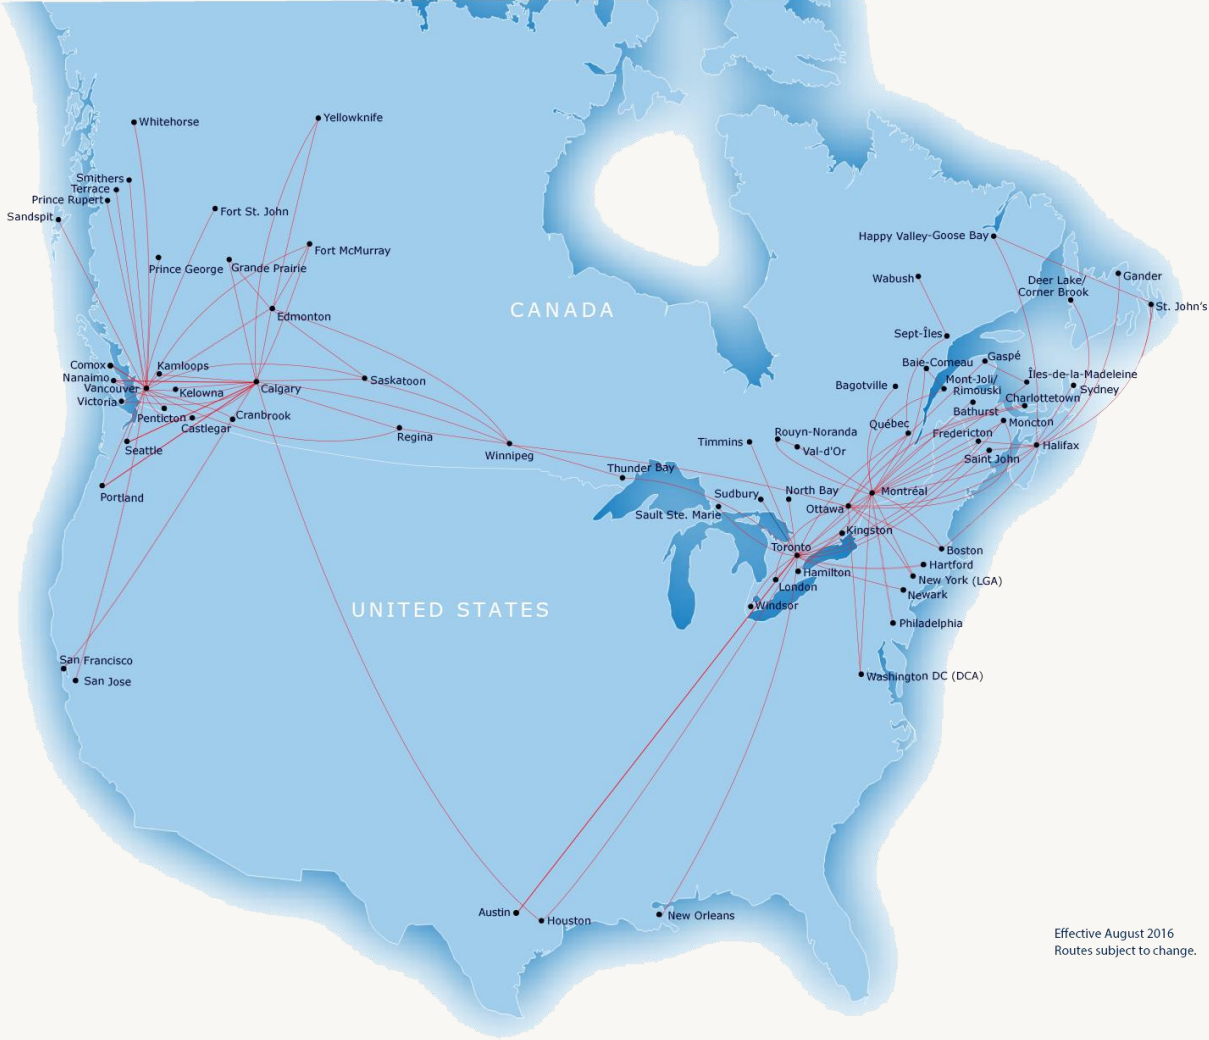 Whitehorse
Yellowknife
Smithers
Terrace
Prince Rupert
Sandspit
Fort St. John
Happy Valley-Goose Bay
Fort McMurray
Prince George
Grande Prairie
Wabush
Deer Lake/
Corner Brook
Gander
St. John's
CANADA
Edmonton
Sept-Îles
Gaspé
Baie-Comeau
Comox
Kamloops
Nanaimo
Vancouver
Kelowna
Calgary
Saskatoon
Victoria
Penticton
Castlegar
Cranbrook
Bagotville
Mont-Joli/
Rimouski
Îles-de-la-Madeleine
Sydney
Charlottetown
Bathurst
Moncton
Québec
Fredericton
Saint John
Halifax
Seattle
Regina
Winnipeg
Timmins
Rouyn-Noranda
Val-d'Or
Thunder Bay
Portland
Sudbury
North Bay
Montréal
Sault Ste. Marie
Ottawa
Kingston
Toronto
Boston
Hartford
Hamilton
New York (LGA)
London
Newark
Windsor
UNITED STATES
Philadelphia
San Francisco
San Jose
Washington DC (DCA)
Austin
Houston
New Orleans
Effective August 2016
Routes subject to change.